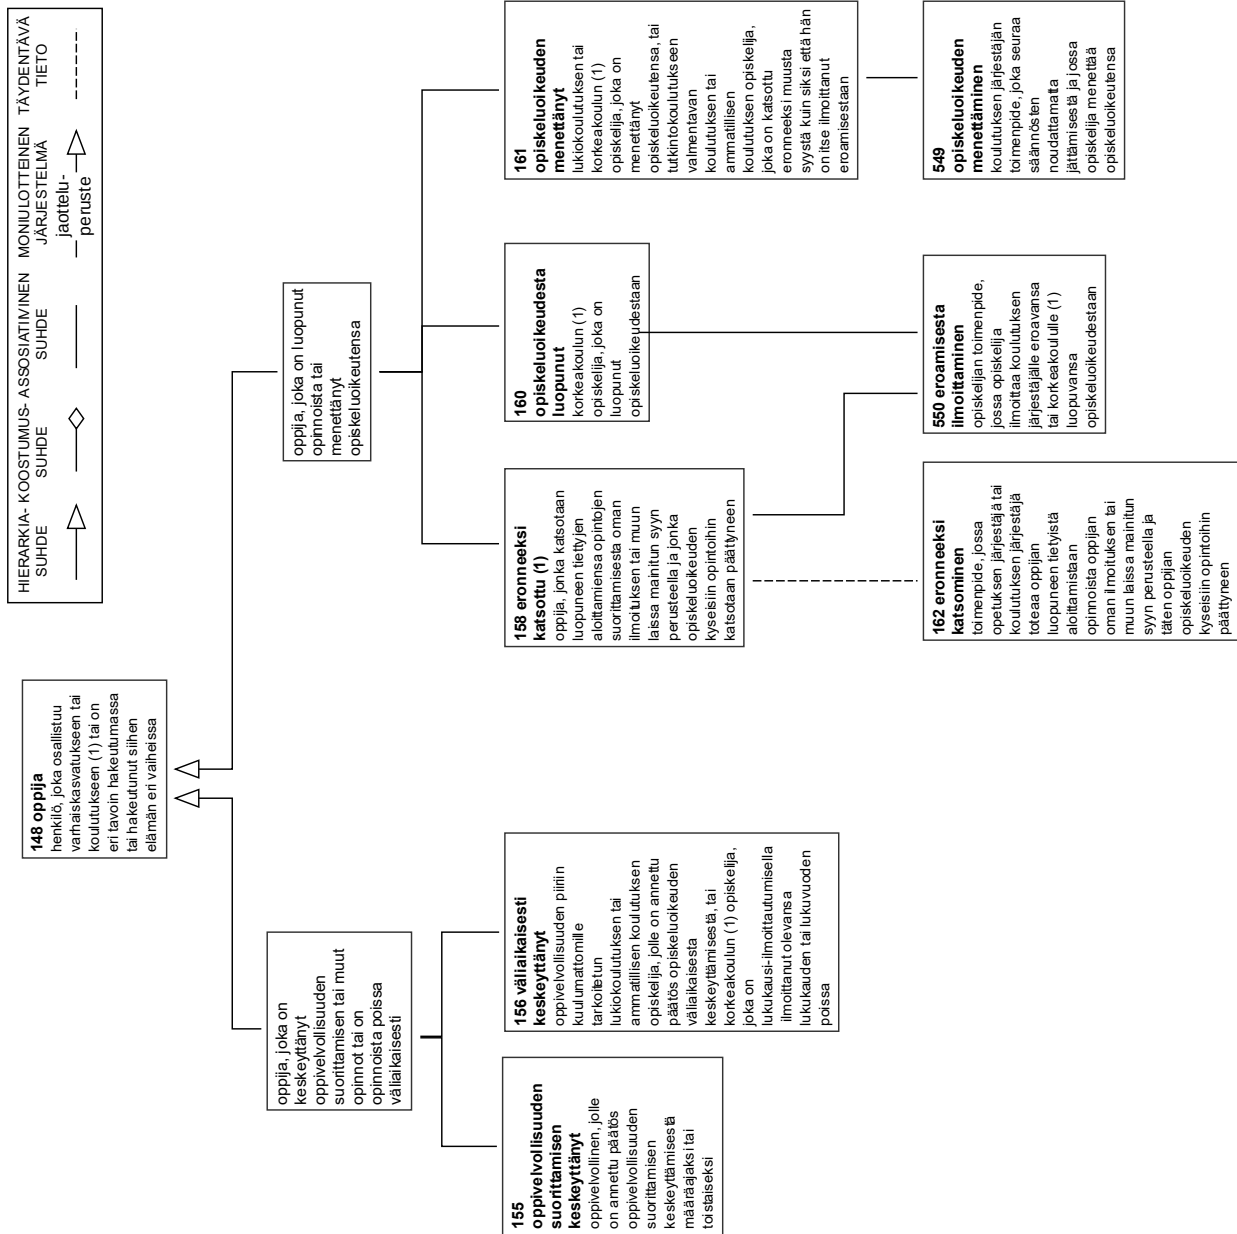 HIERARKIA- KOOSTUMUS- ASSOSIATIIVINEN MONIULOTTEINEN TÄYDENTÄVÄ
SUHDE SUHDE SUHDE JÄRJESTELMÄ TIETO
jaottelu-
peruste
148 oppija
henkilö, joka osallistuu
varhaiskasvatukseen tai
koulutukseen (1) tai on
eri tavoin hakeutumassa
tai hakeutunut siihen
elämän eri vaiheissa
oppija, joka on
keskeyttänyt
oppivelvollisuuden
suorittamisen tai muut
opinnot tai on
opinnoista poissa
väliaikaisesti
oppija, joka on luopunut
opinnoista tai
menettänyt
opiskeluoikeutensa
155
oppivelvollisuuden
suorittamisen
keskeyttänyt
oppivelvollinen, jolle
on annettu päätös
oppivelvollisuuden
suorittamisen
keskeyttämisestä
määräajaksi tai
toistaiseksi
156 väliaikaisesti
keskeyttänyt
oppivelvollisuuden piiriin
kuulumattomille
tarkoitetun
lukiokoulutuksen tai
ammatillisen koulutuksen
opiskelija, jolle on annettu
päätös opiskeluoikeuden
väliaikaisesta
keskeyttämisestä, tai
korkeakoulun (1) opiskelija,
joka on
lukukausi-ilmoittautumisella
ilmoittanut olevansa
lukukauden tai lukuvuoden
poissa
158 eronneeksi
katsottu (1)
oppija, jonka katsotaan
luopuneen tiettyjen
aloittamiensa opintojen
suorittamisesta oman
ilmoituksen tai muun
laissa mainitun syyn
perusteella ja jonka
opiskeluoikeuden
kyseisiin opintoihin
katsotaan päättyneen
160
opiskeluoikeudesta
luopunut
korkeakoulun (1)
opiskelija, joka on
luopunut
opiskeluoikeudestaan
161
opiskeluoikeuden
menettänyt
lukiokoulutuksen tai
korkeakoulun (1)
opiskelija, joka on
menettänyt
opiskeluoikeutensa, tai
tutkintokoulutukseen
valmentavan
koulutuksen tai
ammatillisen
koulutuksen opiskelija,
joka on katsottu
eronneeksi muusta
syystä kuin siksi että hän
on itse ilmoittanut
eroamisestaan
162 eronneeksi
katsominen
toimenpide, jossa
opetuksen järjestäjä tai
koulutuksen järjestäjä
toteaa oppijan
luopuneen tietyistä
aloittamistaan
opinnoista oppijan
oman ilmoituksen tai
muun laissa mainitun
syyn perusteella ja
täten oppijan
opiskeluoikeuden
kyseisiin opintoihin
päättyneen
550 eroamisesta
ilmoittaminen
opiskelijan toimenpide,
jossa opiskelija
ilmoittaa koulutuksen
järjestäjälle eroavansa
tai korkeakoululle (1)
luopuvansa
opiskeluoikeudestaan
549
opiskeluoikeuden
menettäminen
koulutuksen järjestäjän
toimenpide, joka seuraa
säännösten
noudattamatta
jättämisestä ja jossa
opiskelija menettää
opiskeluoikeutensa